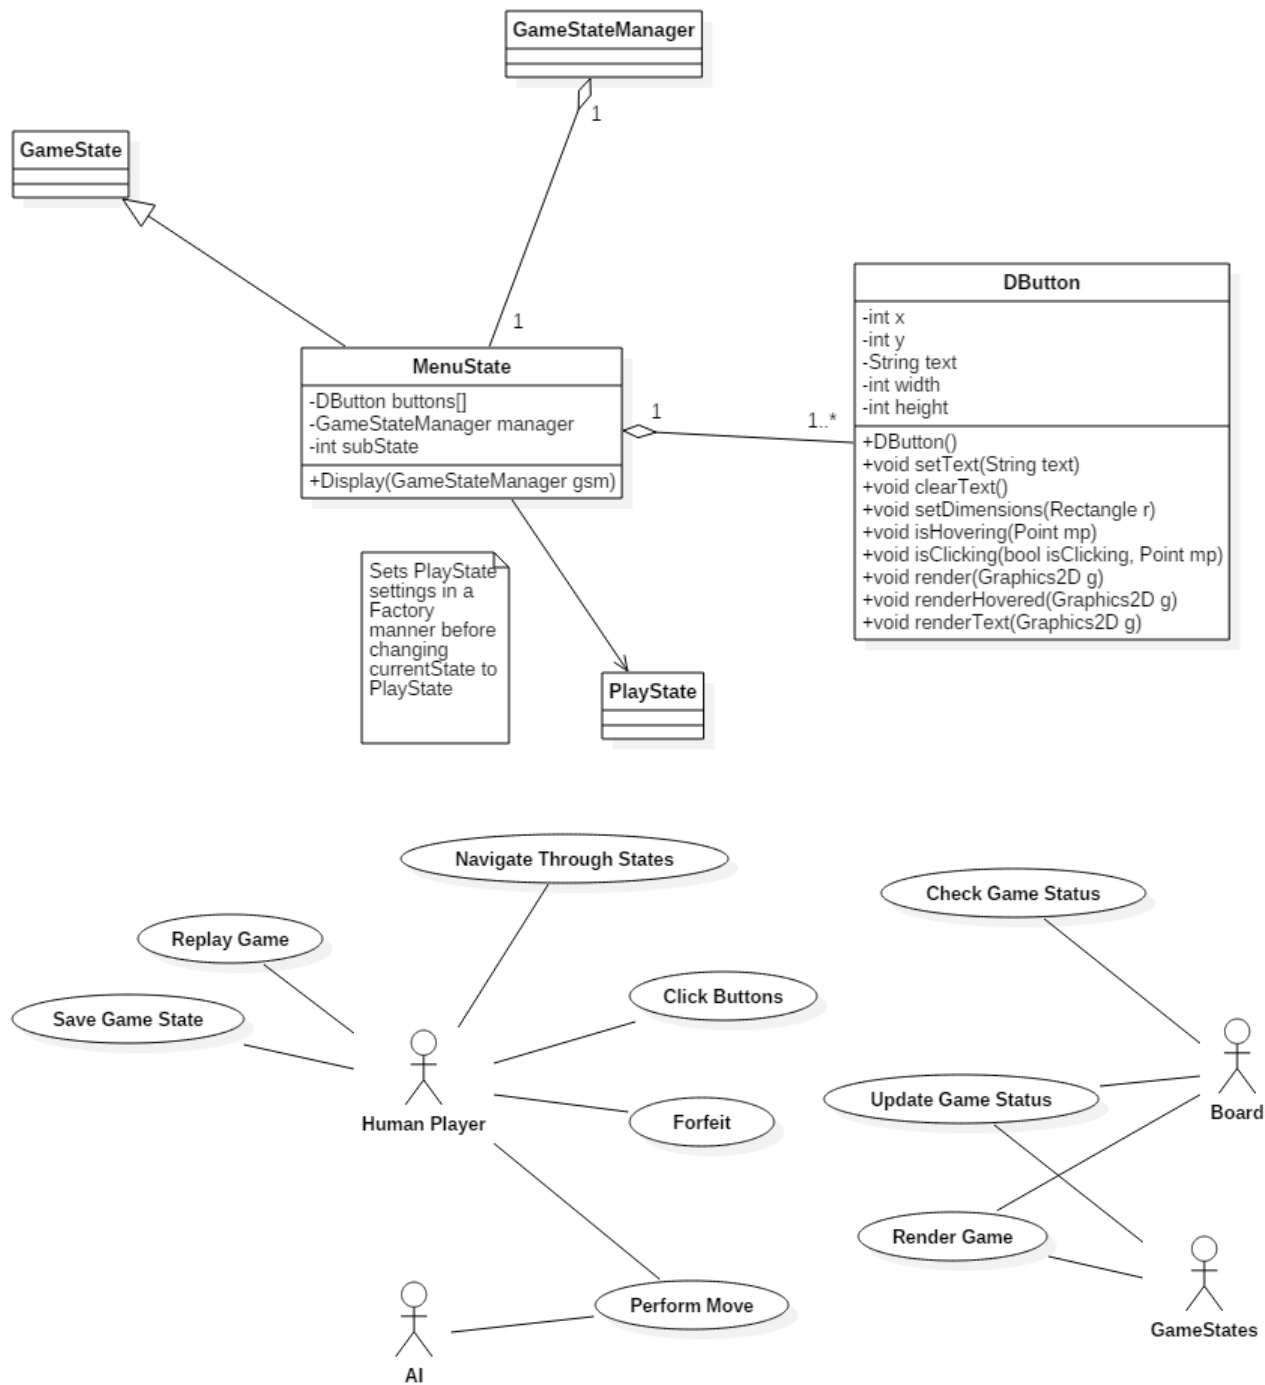 GameStateManager
1
GameState
1
MenuState
-DButton buttons[]
-GameStateManager manager
-int subState
+Display(GameStateManager gsm)
1
1..*
DButton
-int x
-int y
-String text
-int width
-int height
+DButton()
+void setText(String text)
+void clearText()
+void setDimensions(Rectangle r)
+void isHovering(Point mp)
+void isClicking(bool isClicking, Point mp)
+void render(Graphics2D g)
+void renderHovered(Graphics2D g)
+void renderText(Graphics2D g)
Sets PlayState
settings in a
Factory
manner before
changing
currentState to
PlayState
PlayState
Navigate Through States
Check Game Status
Replay Game
Click Buttons
Save Game State
Human Player
Update Game Status
Board
Forfeit
Render Game
Perform Move
GameStates
AI